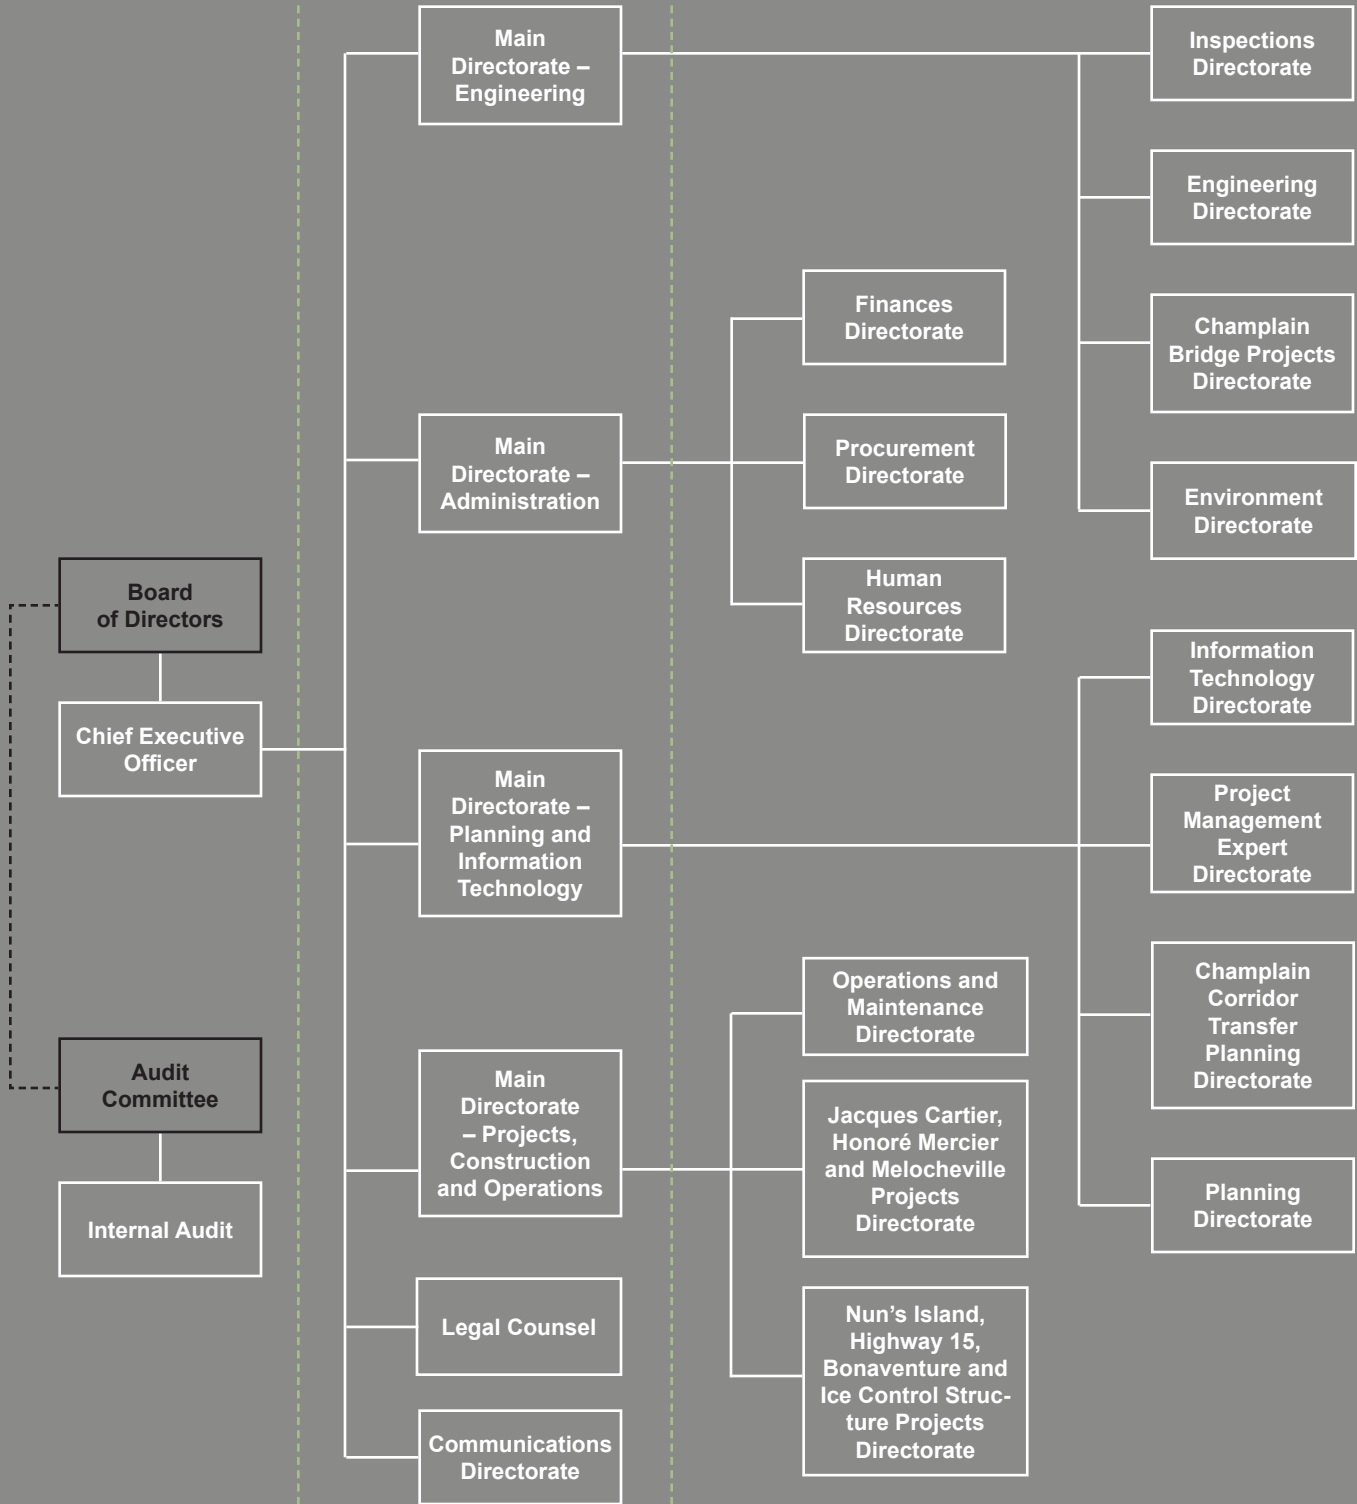 Board
of Directors
Chief Executive
Officer
Audit
Committee
Internal Audit
Main
Directorate –
Engineering
Main
Directorate –
Administration
Main
Directorate –
Planning and
Information
Technology
Main
Directorate
– Projects,
Construction
and Operations
Legal Counsel
Communications
Directorate
Finances
Directorate
Procurement
Directorate
Human
Resources
Directorate
Operations and
Maintenance
Directorate
Jacques Cartier,
Honoré Mercier
and Melocheville
Projects
Directorate
Nun’s Island,
Highway 15,
Bonaventure and
Ice Control Struc-
ture Projects
Directorate
Inspections
Directorate
Engineering
Directorate
Champlain
Bridge Projects
Directorate
Environment
Directorate
Information
Technology
Directorate
Project
Management
Expert
Directorate
Champlain
Corridor
Transfer
Planning
Directorate
Planning
Directorate